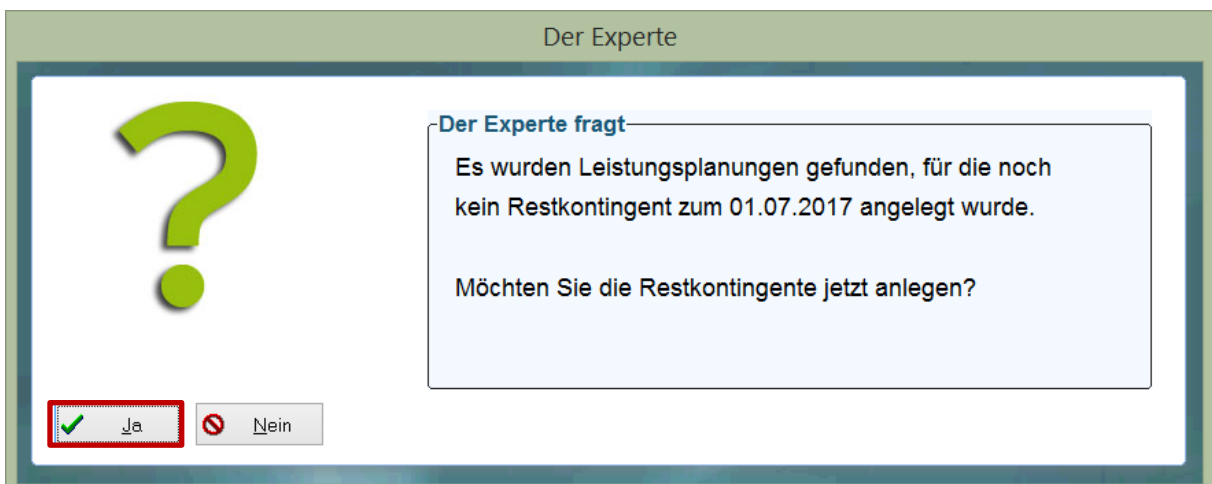 Der Experte
Der Experte fragt
Es wurden Leistungsplanungen gefunden, für die noch
kein Restkontingent zum 01.07.2017 angelegt wurde.
Möchten Sie die Restkontingente jetzt anlegen?
Ja Nein